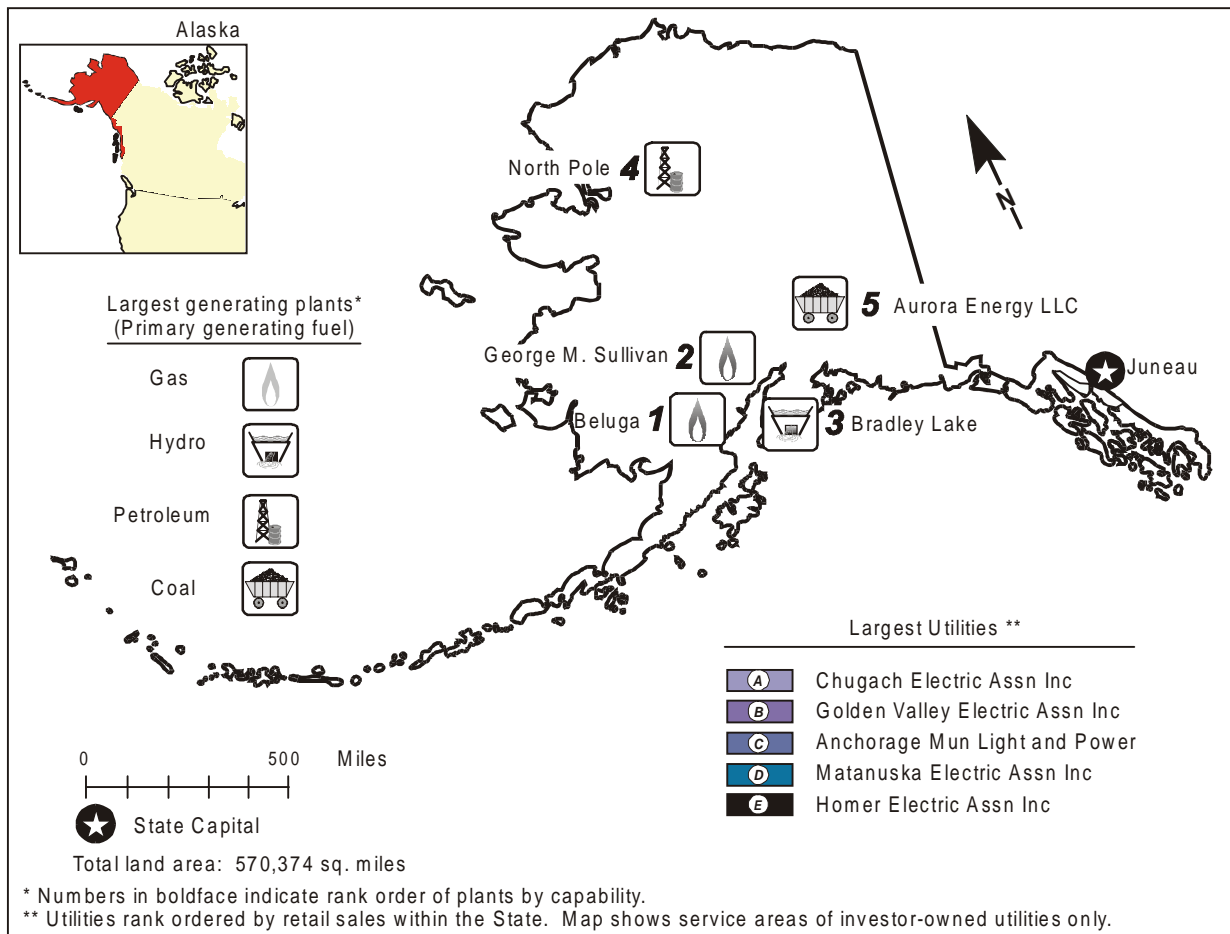 Alaska
North Pole 4
Largest generating plants*
(Primary generating fuel)
Gas
Hydro
Petroleum
Coal
N
5 Aurora Energy LLC
George M. Sullivan 2
Juneau
Beluga 1
3 Bradley Lake
Largest Utilities **
A Chugach Electric Assn Inc
B Golden Valley Electric Assn Inc
C Anchorage Mun Light and Power
D Matanuska Electric Assn Inc
E Homer Electric Assn Inc
0 500 Miles
State Capital
Total land area: 570,374 sq. miles
* Numbers in boldface indicate rank order of plants by capability.
** Utilities rank ordered by retail sales within the State. Map shows service areas of investor-owned utilities only.